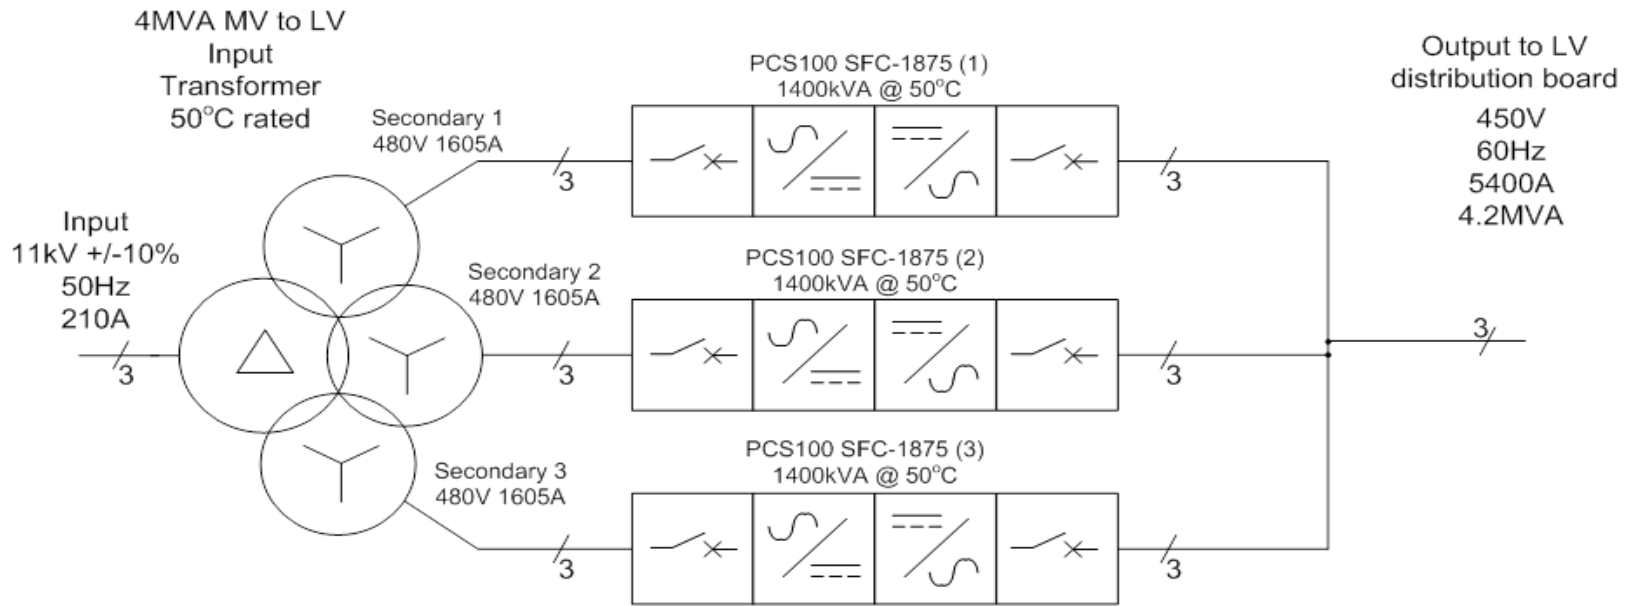 4MVA MV to LV
Input
Transformer
50°C rated
Input
11kV +/-10%
50Hz
210A
3
Secondary 1
480V 1605A
3
Secondary 2
480V 1605A
3
Secondary 3
480V 1605A
3
PCS100 SFC-1875 (1)
1400kVA @ 50°C
3
PCS100 SFC-1875 (2)
1400kVA @ 50°C
3
PCS100 SFC-1875 (3)
1400kVA @ 50°C
3
Output to LV
distribution board
450V
60Hz
5400A
4.2MVA
3